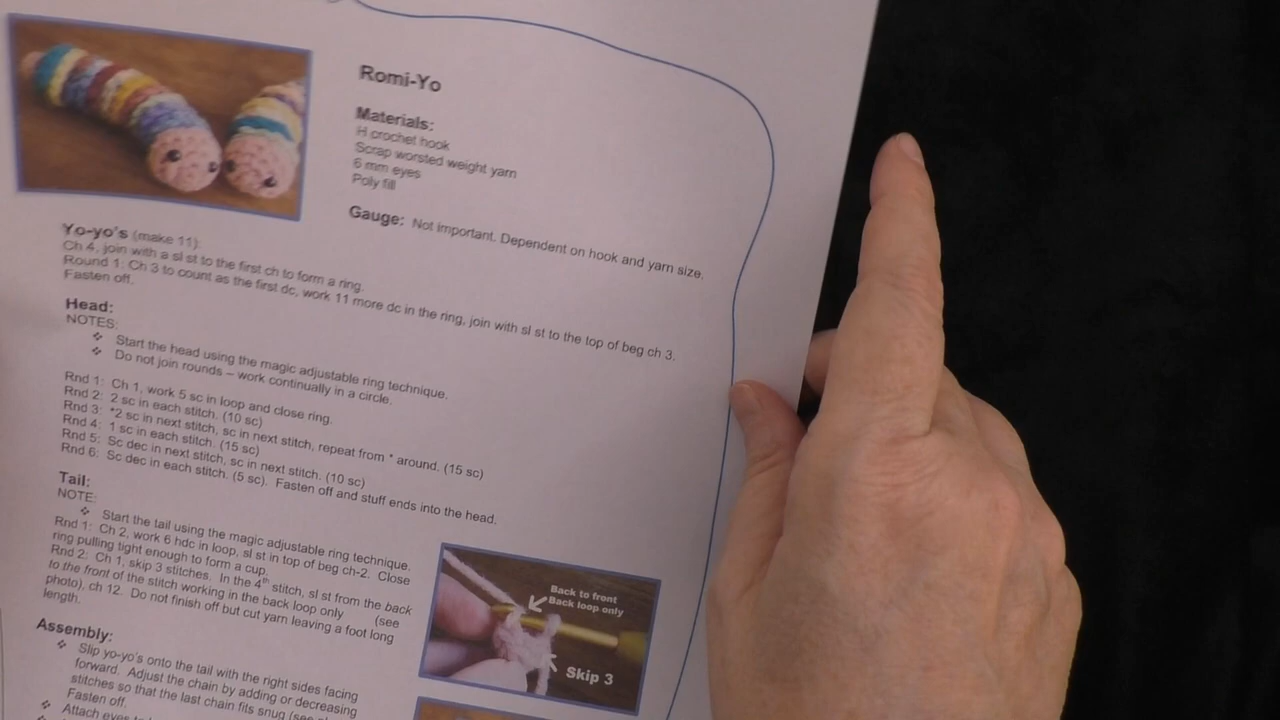 Romi-Yo
Materials:
H crochet hook
Scrap worsted weight yarn
6 mm eyes
Poly fill
Gauge: Not important. Dependent on hook and yarn size.
Yo-yo's (make 11):
Ch 4, join with a sl st to the first ch to form a ring.
Round 1: Ch 3 to count as the first dc, work 11 more dc in the ring, join with sl st to the top of beg ch 3.
Fasten off.
Head:
NOTES:
❖ Start the head using the magic adjustable ring technique.
❖ Do not join rounds – work continually in a circle.
Rnd 1: Ch 1, work 5 sc in loop and close ring.
Rnd 2: 2 sc in each stitch. (10 sc)
Rnd 3: *2 sc in next stitch, sc in next stitch, repeat from * around. (15 sc)
Rnd 4: 1 sc in each stitch. (15 sc)
Rnd 5: Sc dec in next stitch, sc in next stitch. (10 sc)
Rnd 6: Sc dec in each stitch. (5 sc). Fasten off and stuff ends into the head.
Tail:
NOTE:
❖ Start the tail using the magic adjustable ring technique.
Rnd 1: Ch 2, work 6 hdc in loop, sl st in top of beg ch-2. Close
ring pulling tight enough to form a cup.
Rnd 2: Ch 1, skip 3 stitches. In the 4th stitch, sl st from the back
to the front of the stitch working in the back loop only (see
photo), ch 12. Do not finish off but cut yarn leaving a foot long
length.
Back to front
Back loop only
Skip 3
Assembly:
❖ Slip yo-yo's onto the tail with the right sides facing
forward. Adjust the chain by adding or decreasing
stitches so that the last chain fits snug (see
Fasten off.
❖ Attach eyes to